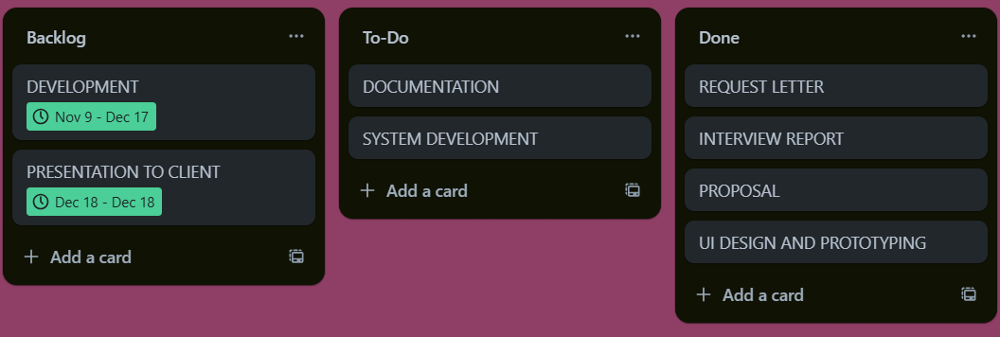 Backlog
DEVELOPMENT
Nov 9 - Dec 17
PRESENTATION TO CLIENT
Dec 18 - Dec 18
Add a card
To-Do
DOCUMENTATION
SYSTEM DEVELOPMENT
Add a card
Done
REQUEST LETTER
INTERVIEW REPORT
PROPOSAL
UI DESIGN AND PROTOTYPING
Add a card